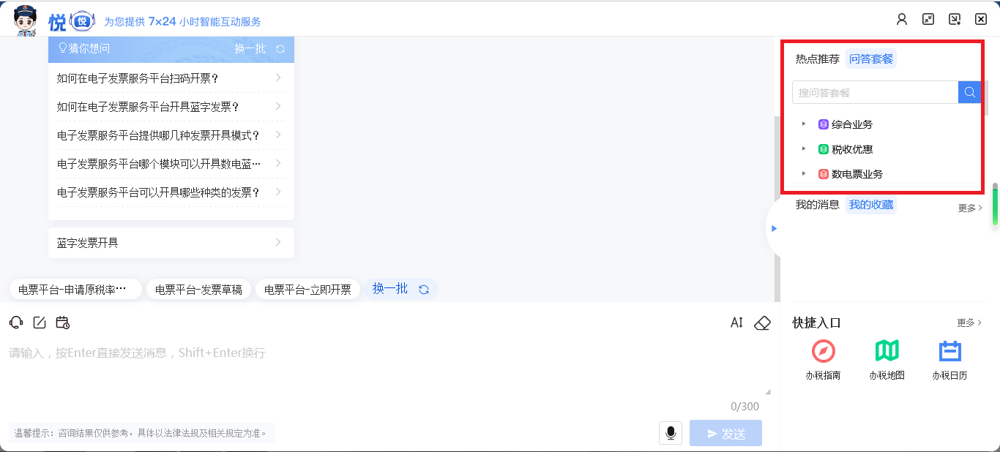 悦 悦 为您提供 7×24 小时智能互动服务
猜你想问 换一批
如何在电子发票服务平台扫码开票？
如何在电子发票服务平台开具蓝字发票？
电子发票服务平台提供哪几种发票开具模式？
电子发票服务平台哪个模块可以开具数电蓝···
电子发票服务平台可以开具哪些种类的发票？
蓝字发票开具
电票平台-申请原税率··· 电票平台-发票草稿 电票平台-立即开票 换一批
请输入，按Enter直接发送消息，Shift+Enter换行
0/300
温馨提示：咨询结果仅供参考，具体以法律法规及相关规定为准。
发送
热点推荐 问答套餐
搜问答套餐
综合业务
税收优惠
数电票业务
我的消息 我的收藏 更多
快捷入口 更多
办税指南 办税地图 办税日历